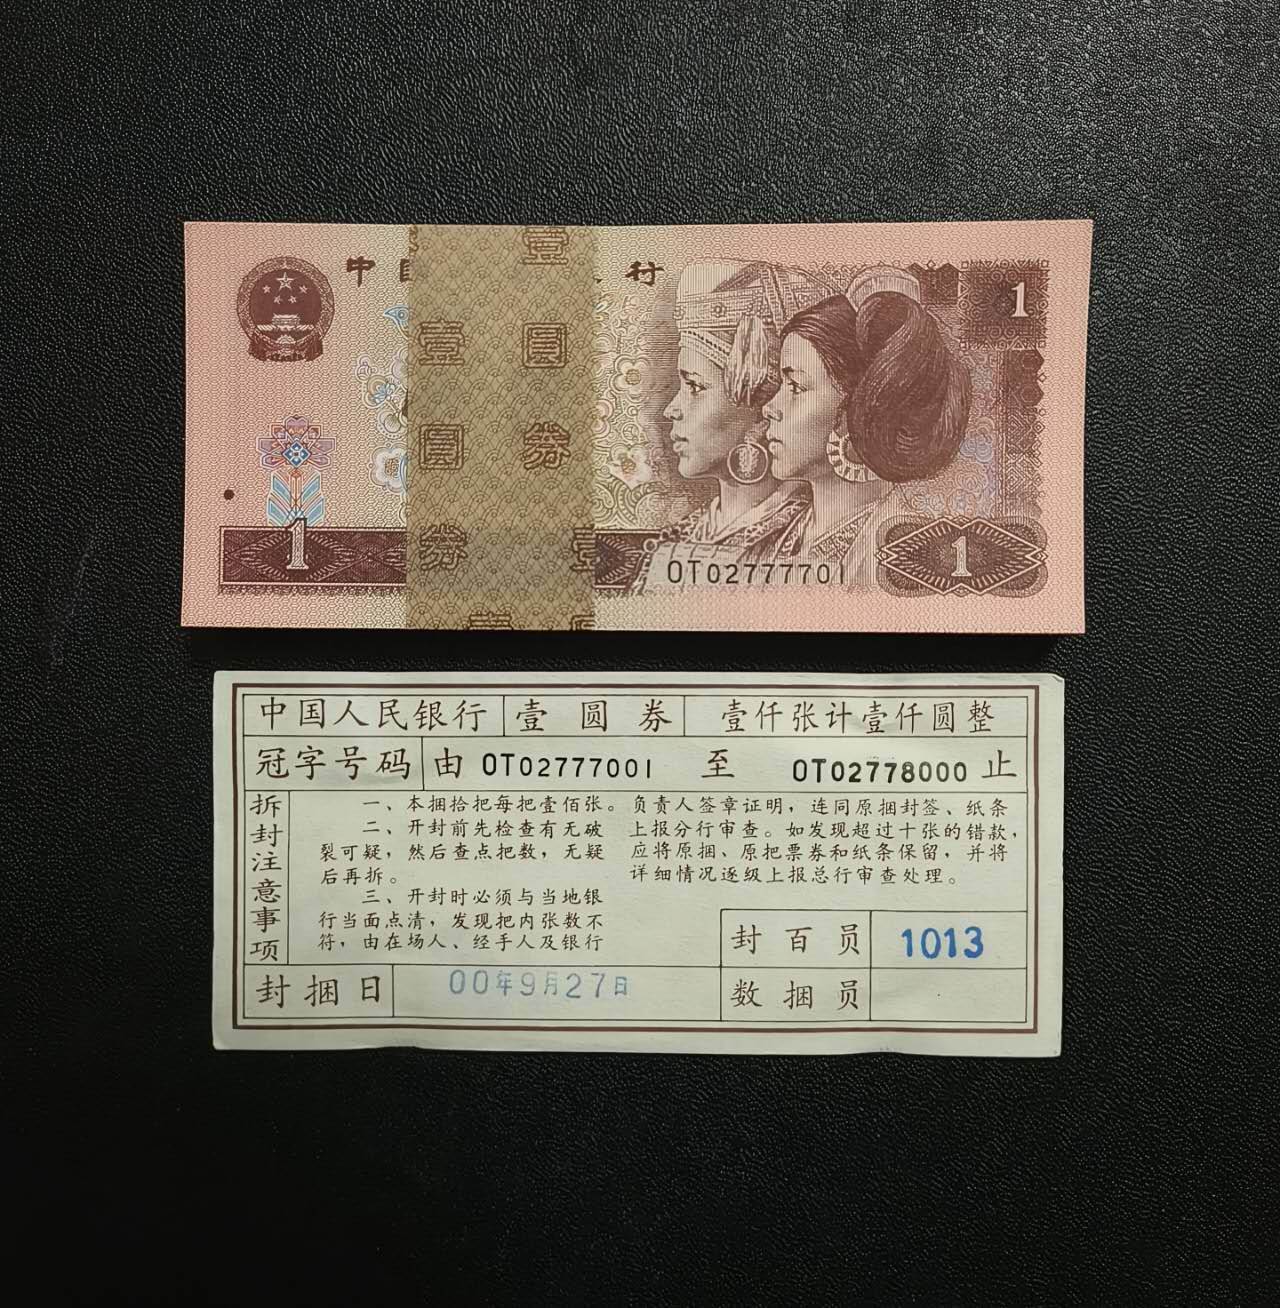 中国
行
1
壹
壹 圆
圆 券
券 壹
1
OT02777701
1
壹
中国人民银行 壹圆券 壹仟张计壹仟圆整
冠字号码 由 OT02777001 至 OT02778000 止
拆封注意事项
一、本捆拾把每把壹佰张。
二、开封前先检查有无破
裂可疑，然后查点把数，无疑
后再拆。
三、开封时必须与当地银
行当面点清，发现把内张数不
符，由在场人、经手人及银行
负责人签章证明，连同原捆封签、纸条
上报分行审查。如发现超过十张的错款，
应将原捆、原把票券和纸条保留，并将
详细情况逐级上报总行审查处理。
封百员 1013
封捆日 00年9月27日
数捆员